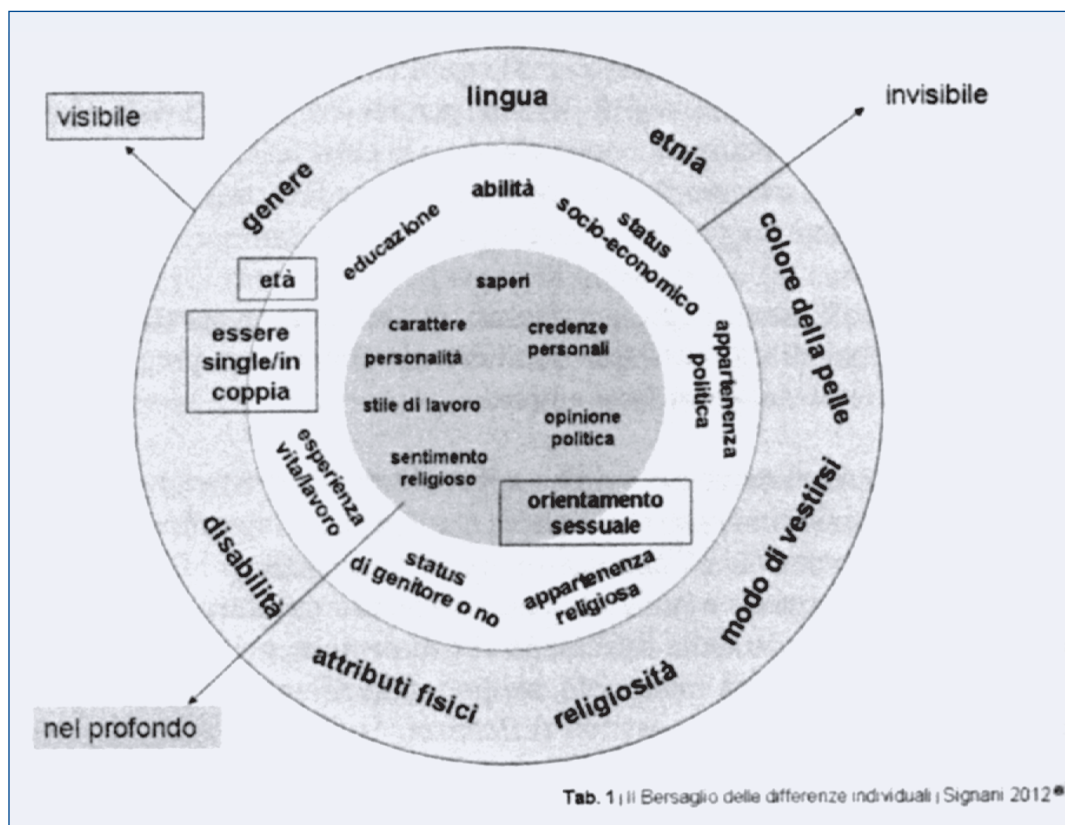 lingua
visibile
invisibile
etnia
genere
abilità
educazione
status
socio-economico
colore della pelle
età
saperi
essere
single/in
coppia
carattere
credenze
personali
personalità
appartenenza
politica
stile di lavoro
opinione
politica
sentimento
religioso
esperienza
vita/lavoro
orientamento
sessuale
modo di vestirsi
disabilità
status
di genitore o no
appartenenza
religiosa
attributi fisici
religiosità
nel profondo
Tab. 1 | Il Bersaglio delle differenze individuali | Signani 2012